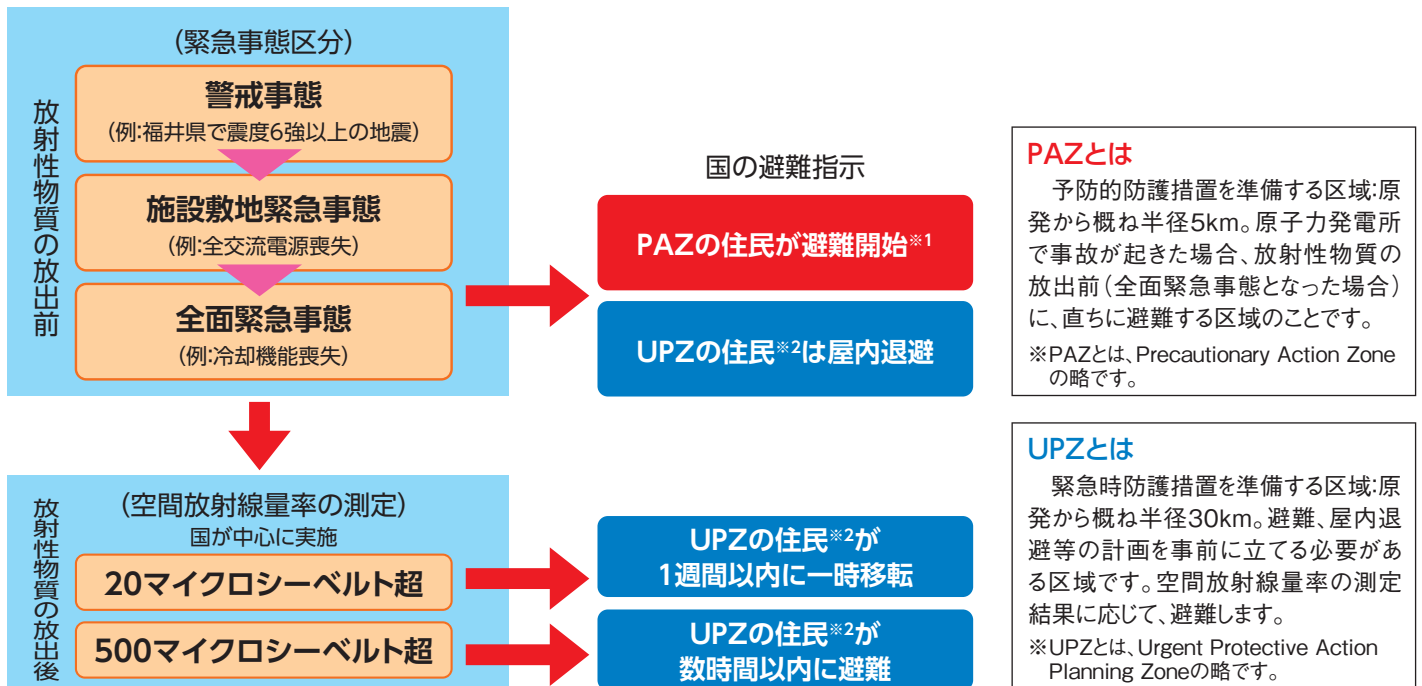 放射性物質の放出前
(緊急事態区分)
警戒事態
(例:福井県で震度6強以上の地震)
施設敷地緊急事態
(例:全交流電源喪失)
全面緊急事態
(例:冷却機能喪失)
国の避難指示
PAZの住民が避難開始※1
UPZの住民※2は屋内退避
PAZとは
予防的防護措置を準備する区域:原
発から概ね半径5km。原子力発電所
で事故が起きた場合、放射性物質の
放出前(全面緊急事態となった場合)
に、直ちに避難する区域のことです。
※PAZとは、Precautionary Action Zone
の略です。
放射性物質の放出後
(空間放射線量率の測定)
国が中心に実施
20マイクロシーベルト超
500マイクロシーベルト超
UPZの住民※2が
1週間以内に一時移転
UPZの住民※2が
数時間以内に避難
UPZとは
緊急時防護措置を準備する区域:原
発から概ね半径30km。避難、屋内退
避等の計画を事前に立てる必要があ
る区域です。空間放射線量率の測定
結果に応じて、避難します。
※UPZとは、Urgent Protective Action
Planning Zoneの略です。